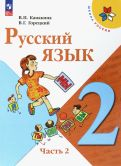 В.П. Канакина
В.Г. Горецкий
Русский
язык
Часть 2
2